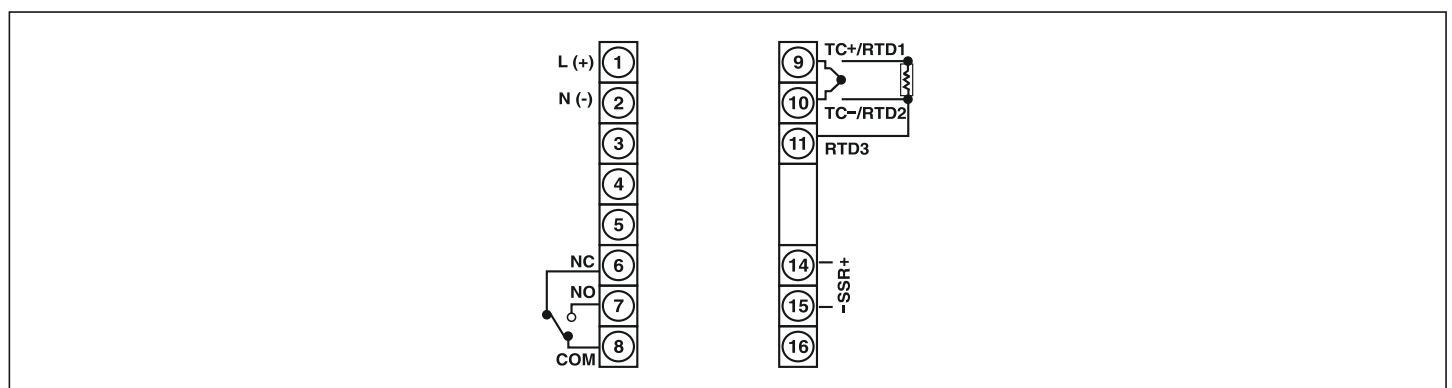 L (+) 1
N (-) 2
3
4
5
NC 6
NO 7
COM 8
9 TC+/RTD1
10 TC-/RTD2
11 RTD3
14
15
-SSR+
16